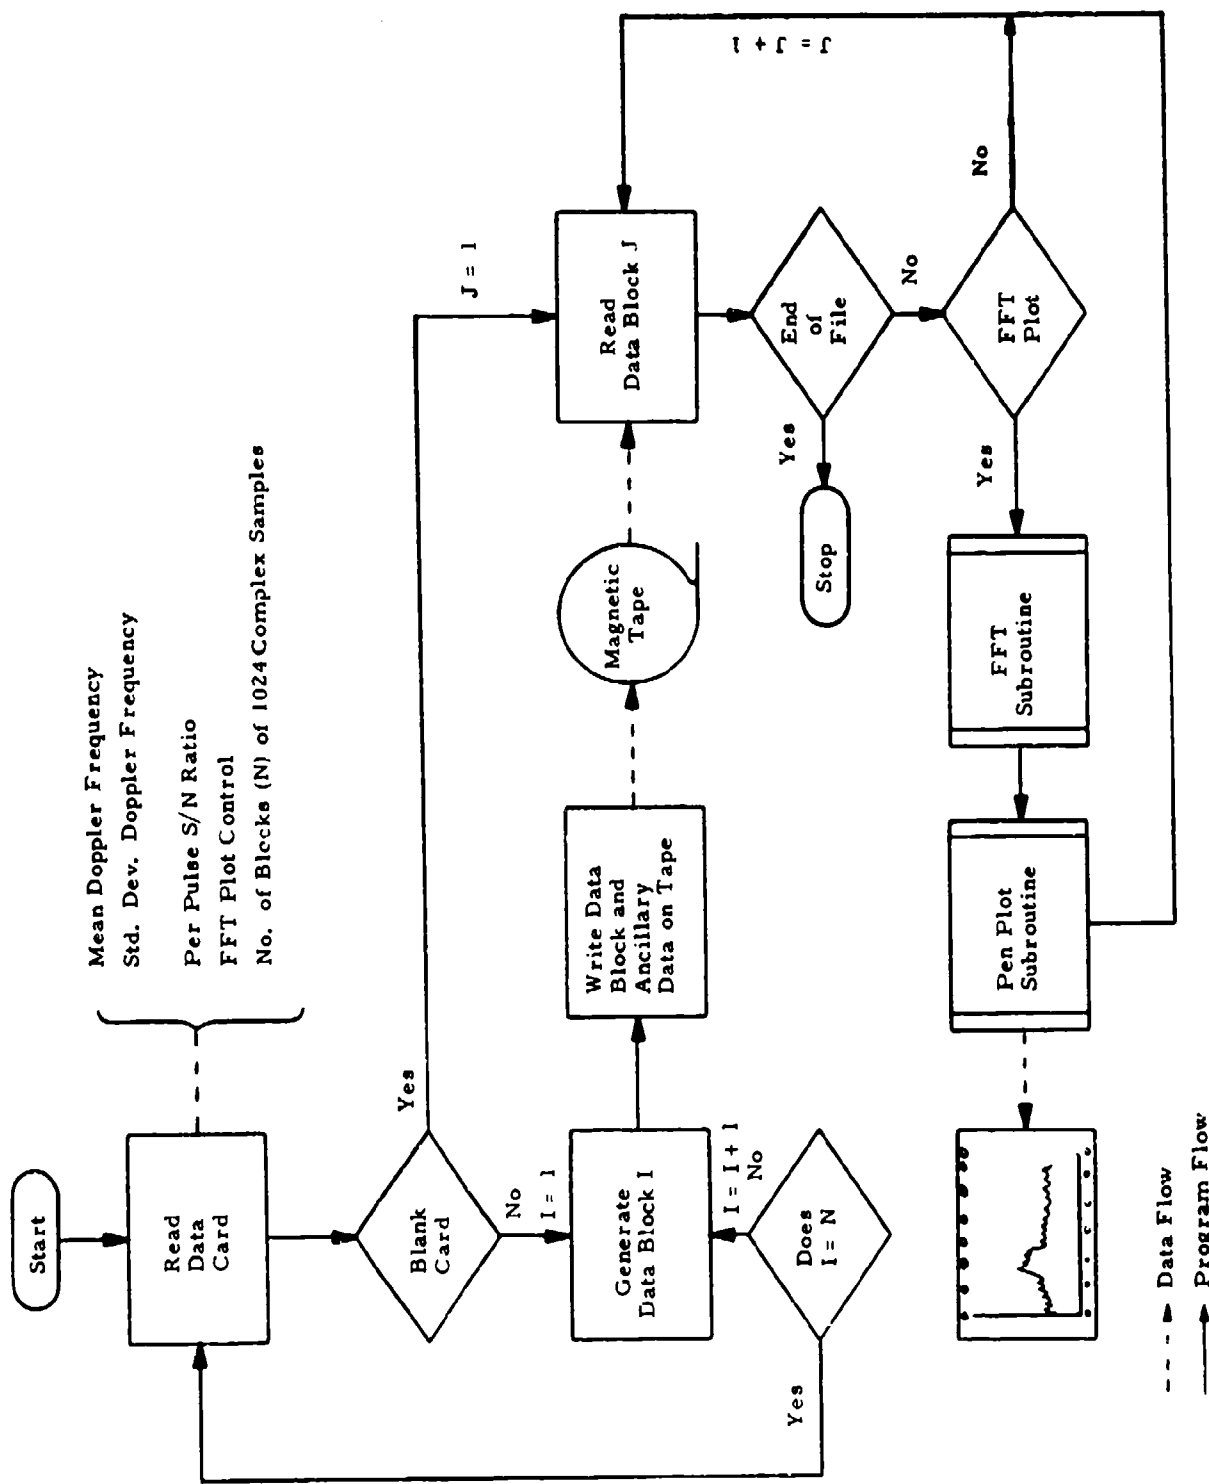 Start
Read
Data
Card
Mean Doppler Frequency
Std. Dev. Doppler Frequency
Per Pulse S/N Ratio
FFT Plot Control
No. of Blocks (N) of 1024 Complex Samples
Blank
Card
Yes
No
I = 1
J = 1
Generate
Data Block I
Write Data
Block and
Ancillary
Data on Tape
Magnetic
Tape
Read
Data Block J
J = J + 1
I = I + 1
No
Does
I = N
Yes
End
of
File
Yes
Stop
No
FFT
Plot
No
Yes
FFT
Subroutine
Pen Plot
Subroutine
Data Flow
Program Flow